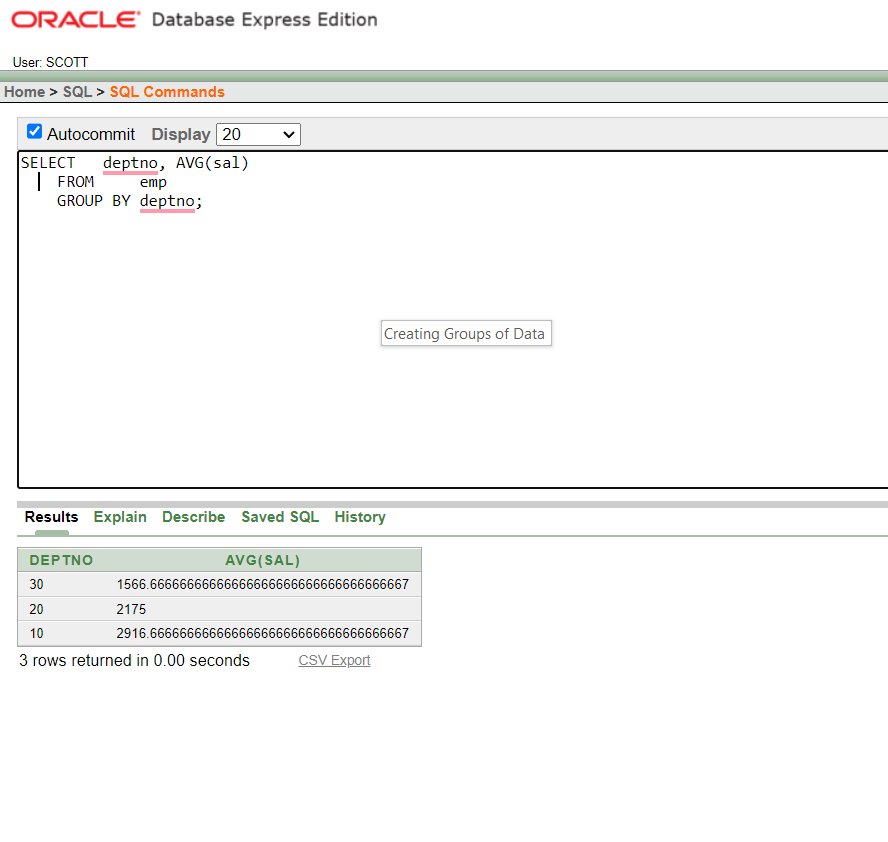 ORACLE Database Express Edition
User: SCOTT
Home > SQL > SQL Commands
Autocommit Display 20
SELECT deptno, AVG(sal)
FROM emp
GROUP BY deptno;
Creating Groups of Data
Results Explain Describe Saved SQL History
DEPTNO AVG(SAL)
30 1566.66666666666666666666666666666667
20 2175
10 2916.66666666666666666666666666666667
3 rows returned in 0.00 seconds CSV Export